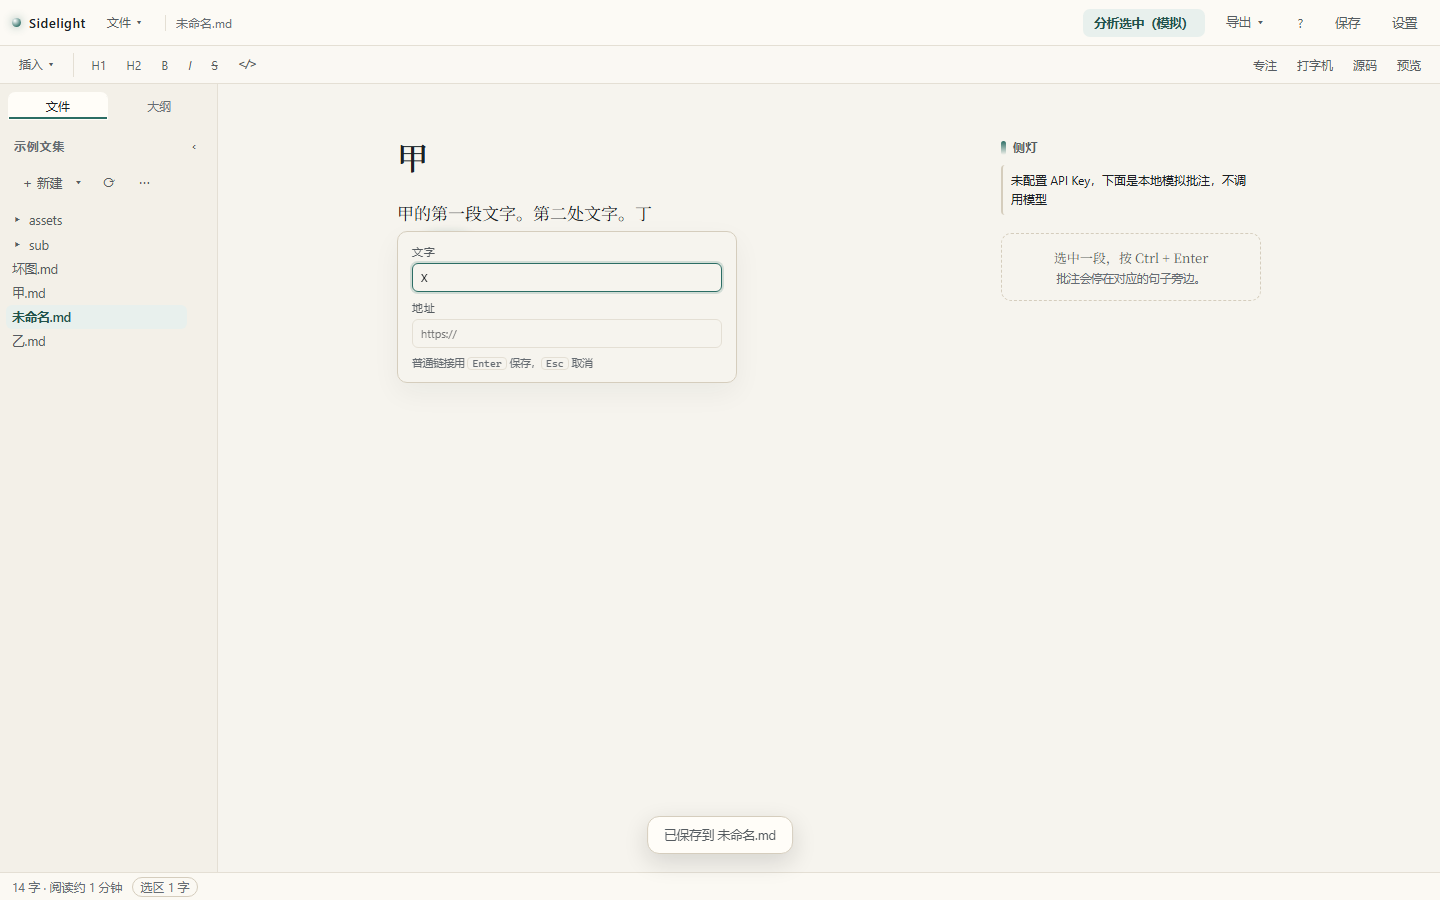 Sidelight 文件 ▾ 未命名.md 分析选中（模拟） 导出 ▾ ? 保存 设置
插入 ▾ H1 H2 B I S </> 专注 打字机 源码 预览
文件 大纲
示例文集 ‹
+ 新建 ▾ ⟳ ···
▸ assets
▸ sub
坏图.md
甲.md
未命名.md
乙.md
甲
甲的第一段文字。第二处文字。丁
文字
X
地址
https://
普通链接用 Enter 保存，Esc 取消
侧灯
未配置 API Key，下面是本地模拟批注，不调
用模型
选中一段，按 Ctrl + Enter
批注会停在对应的句子旁边。
已保存到 未命名.md
14 字 · 阅读约 1 分钟 选区 1 字